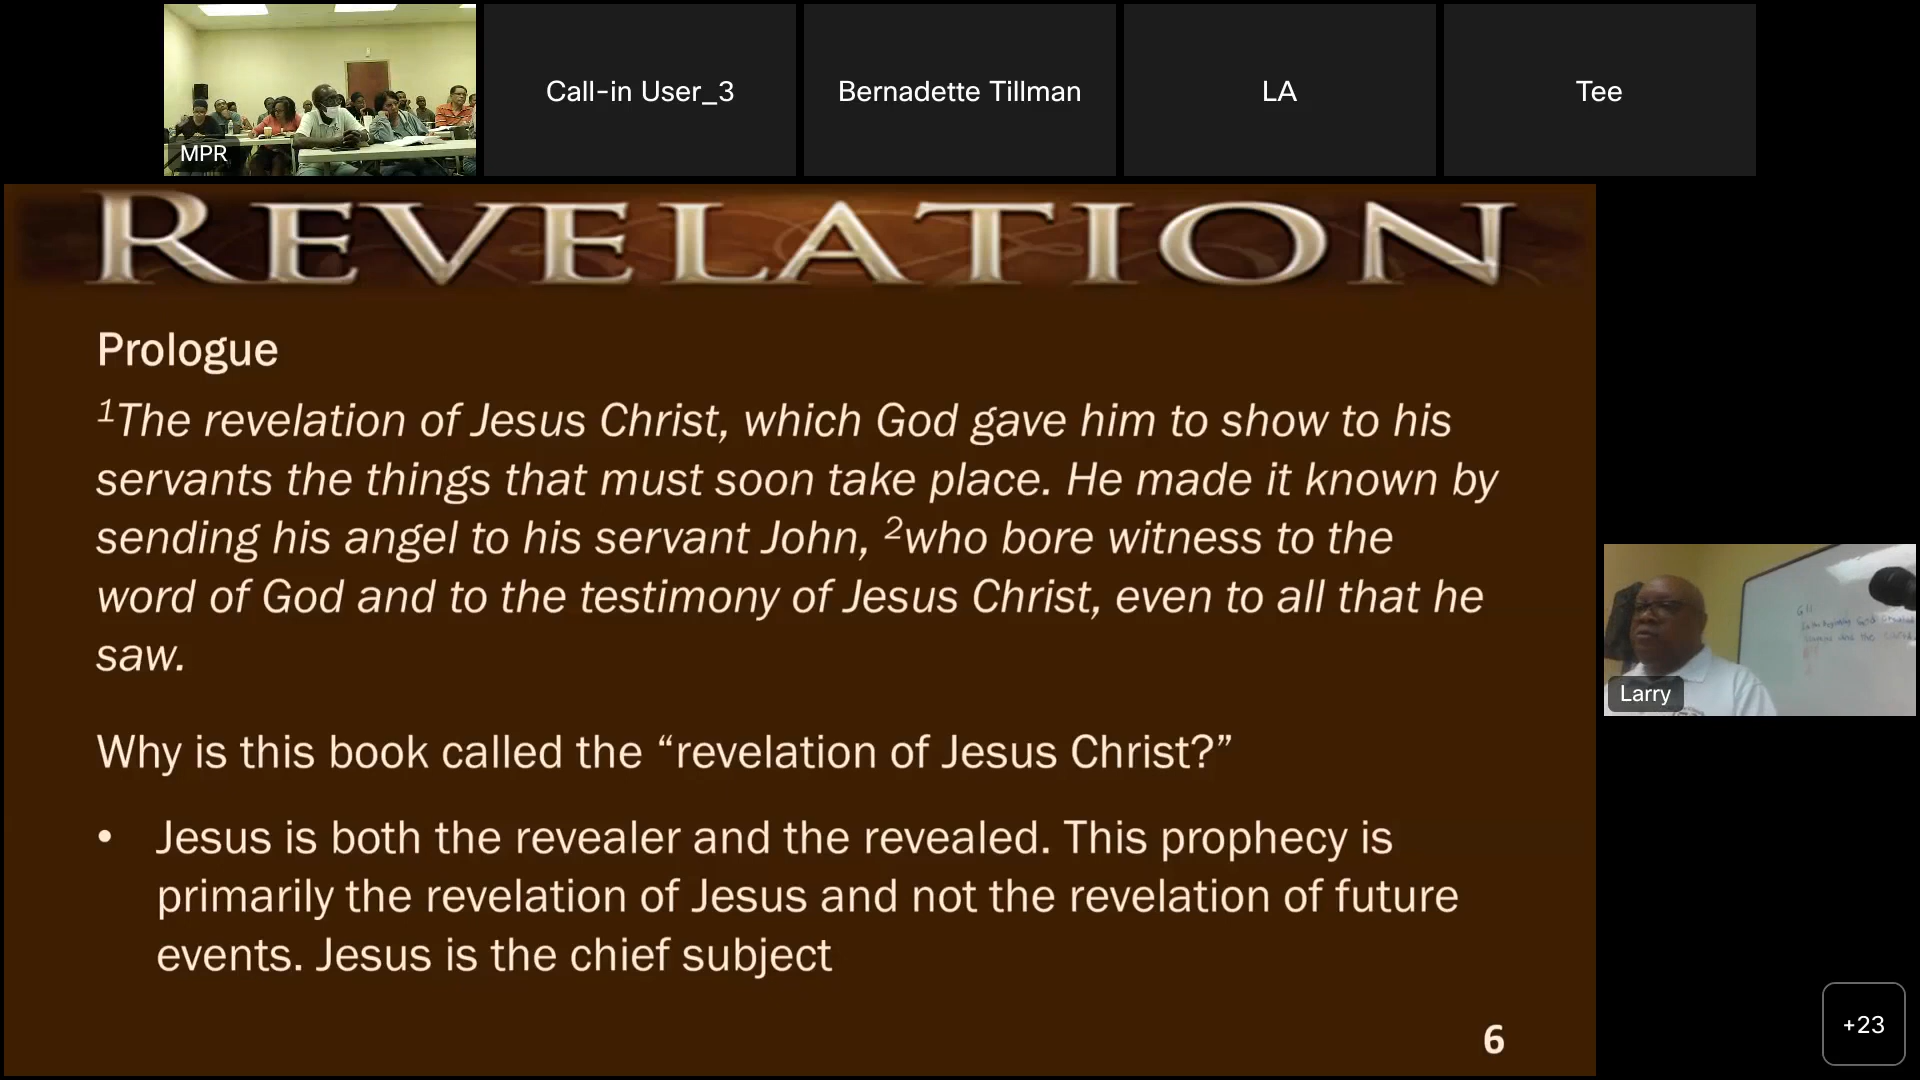 MPR
Call-in User_3
Bernadette Tillman
LA
Tee
REVELATION
Prologue
1The revelation of Jesus Christ, which God gave him to show to his
servants the things that must soon take place. He made it known by
sending his angel to his servant John, 2who bore witness to the
word of God and to the testimony of Jesus Christ, even to all that he
saw.
Why is this book called the “revelation of Jesus Christ?”
• Jesus is both the revealer and the revealed. This prophecy is
primarily the revelation of Jesus and not the revelation of future
events. Jesus is the chief subject
6
Larry
+23